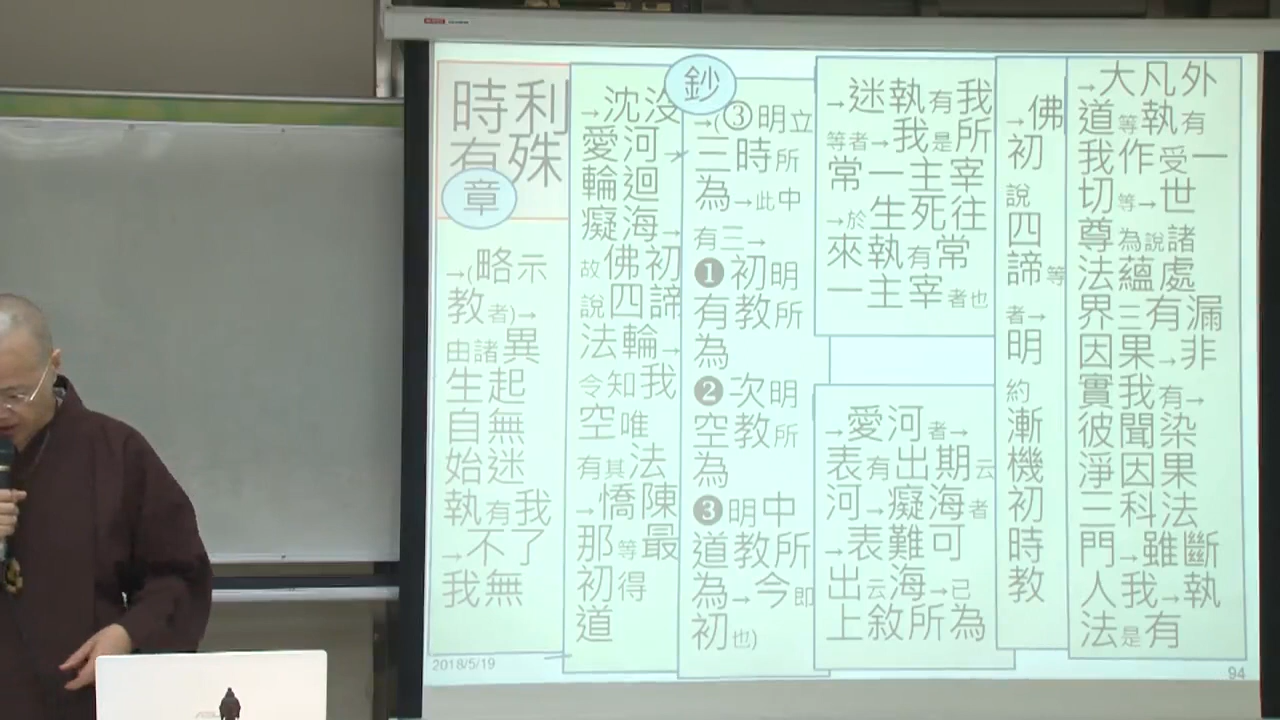 時利
有殊
章
→(略示
教者)→
由諸異
生起
自無
始迷
執有我
→不了
我無
→沈沒
愛河→
輪迴
癡海→
故佛初
說四諦
法輪→
令知我
空唯
有其法
→憍陳
那等最
初得
道
鈔
→(③明立
三時所
為→此中
有三→
❶初明
有教所
為
❷次明
空教所
為
❸明中
道教所
為→今即
初也)
→迷執有我
等者→我是所
常一主宰
→於生死往
來執有常
一主宰者也
→愛河者→
表有出期云
河→癡海者
→表難可
出云海→已
上敘所為
→佛
初
說
四
諦等
者→
明
約
漸
機
初
時
教
→大凡外
道等執有
我作受一
切等→世
尊為說諸
法蘊處
界三有漏
因果→非
實我有→
彼聞染
淨因果
三科法
門→雖斷
人我→執
法是有
2018/5/19
94